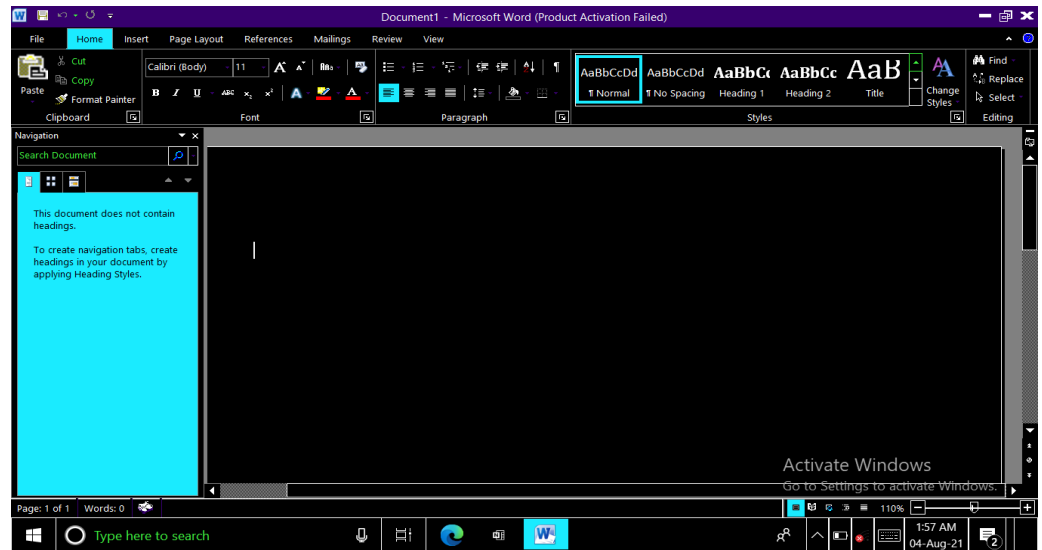 Document1 - Microsoft Word (Product Activation Failed)
File Home Insert Page Layout References Mailings Review View
Paste
Cut
Copy
Format Painter
Clipboard
Calibri (Body) 11
Font
Paragraph
AaBbCcDd AaBbCcDd AaBbCc AaBbCc AaB
¶ Normal ¶ No Spacing Heading 1 Heading 2 Title
Change
Styles
Styles
Find
Replace
Select
Editing
Navigation
Search Document
This document does not contain
headings.
To create navigation tabs, create
headings in your document by
applying Heading Styles.
Activate Windows
Go to Settings to activate Windows.
Page: 1 of 1 Words: 0 110%
Type here to search
1:57 AM
04-Aug-21
2